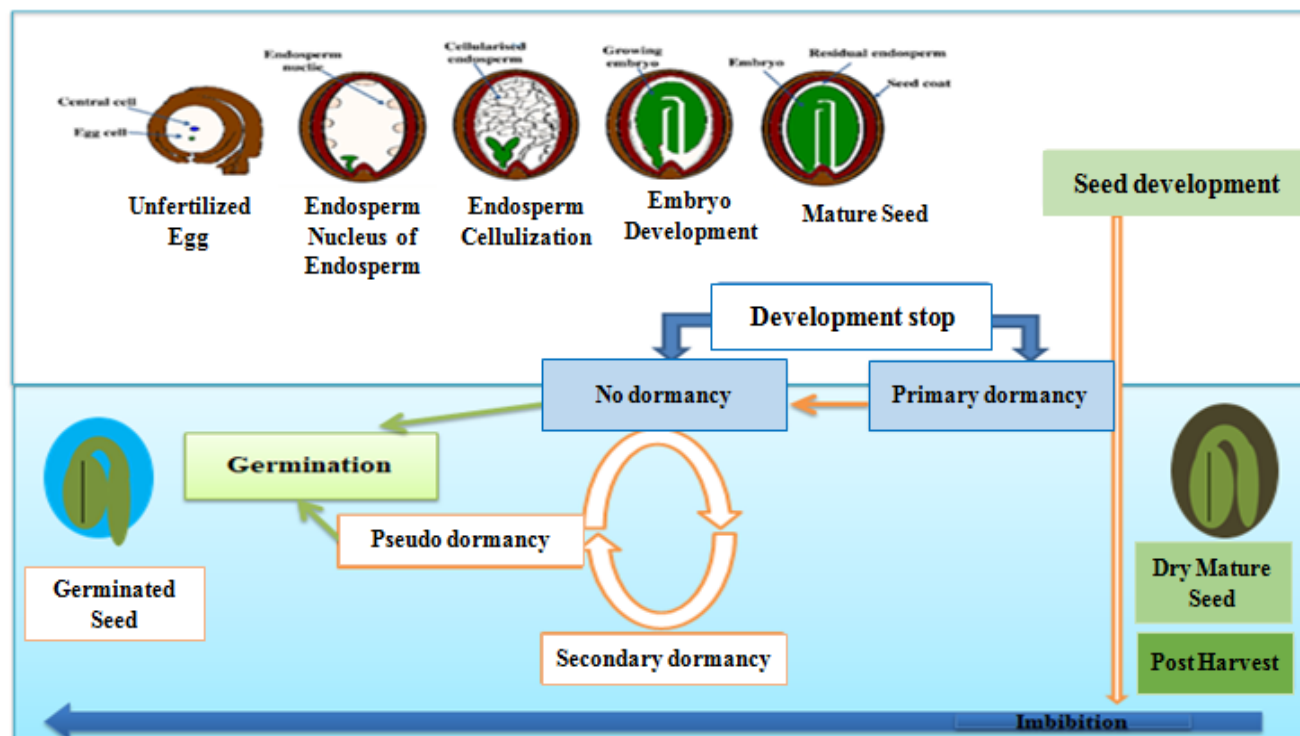 Endosperm
nuclie
Cellularised
endosperm
Growing
embryo
Embryo
Residual endosperm
Seed coat
Central cell
Egg cell
Unfertilized
Egg
Endosperm
Nucleus of
Endosperm
Endosperm
Cellulization
Embryo
Development
Mature Seed
Seed development
Development stop
No dormancy
Primary dormancy
Germination
Pseudo dormancy
Secondary dormancy
Germinated
Seed
Dry Mature
Seed
Post Harvest
Imbibition